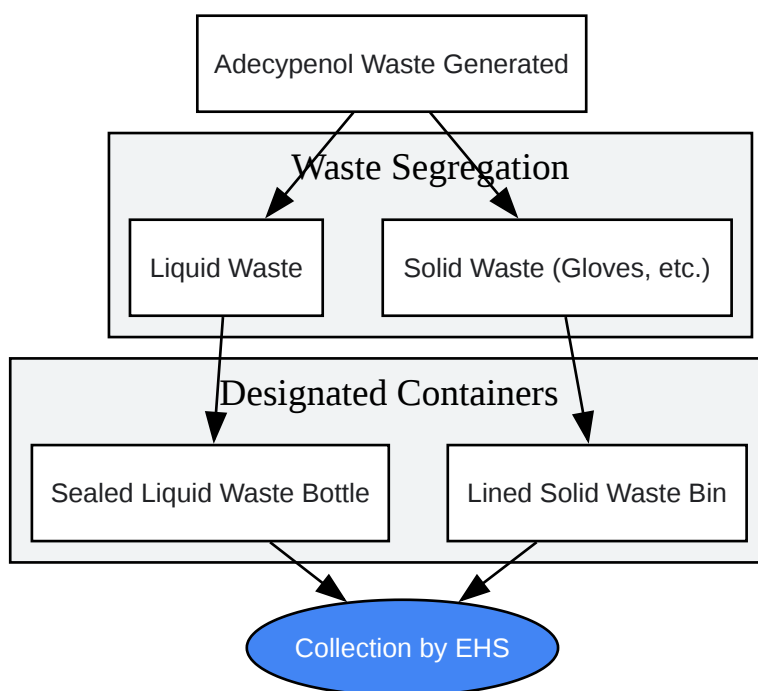 Adecypenol Waste Generated
Waste Segregation
Liquid Waste
Solid Waste (Gloves, etc.)
Designated Containers
Sealed Liquid Waste Bottle
Lined Solid Waste Bin
Collection by EHS